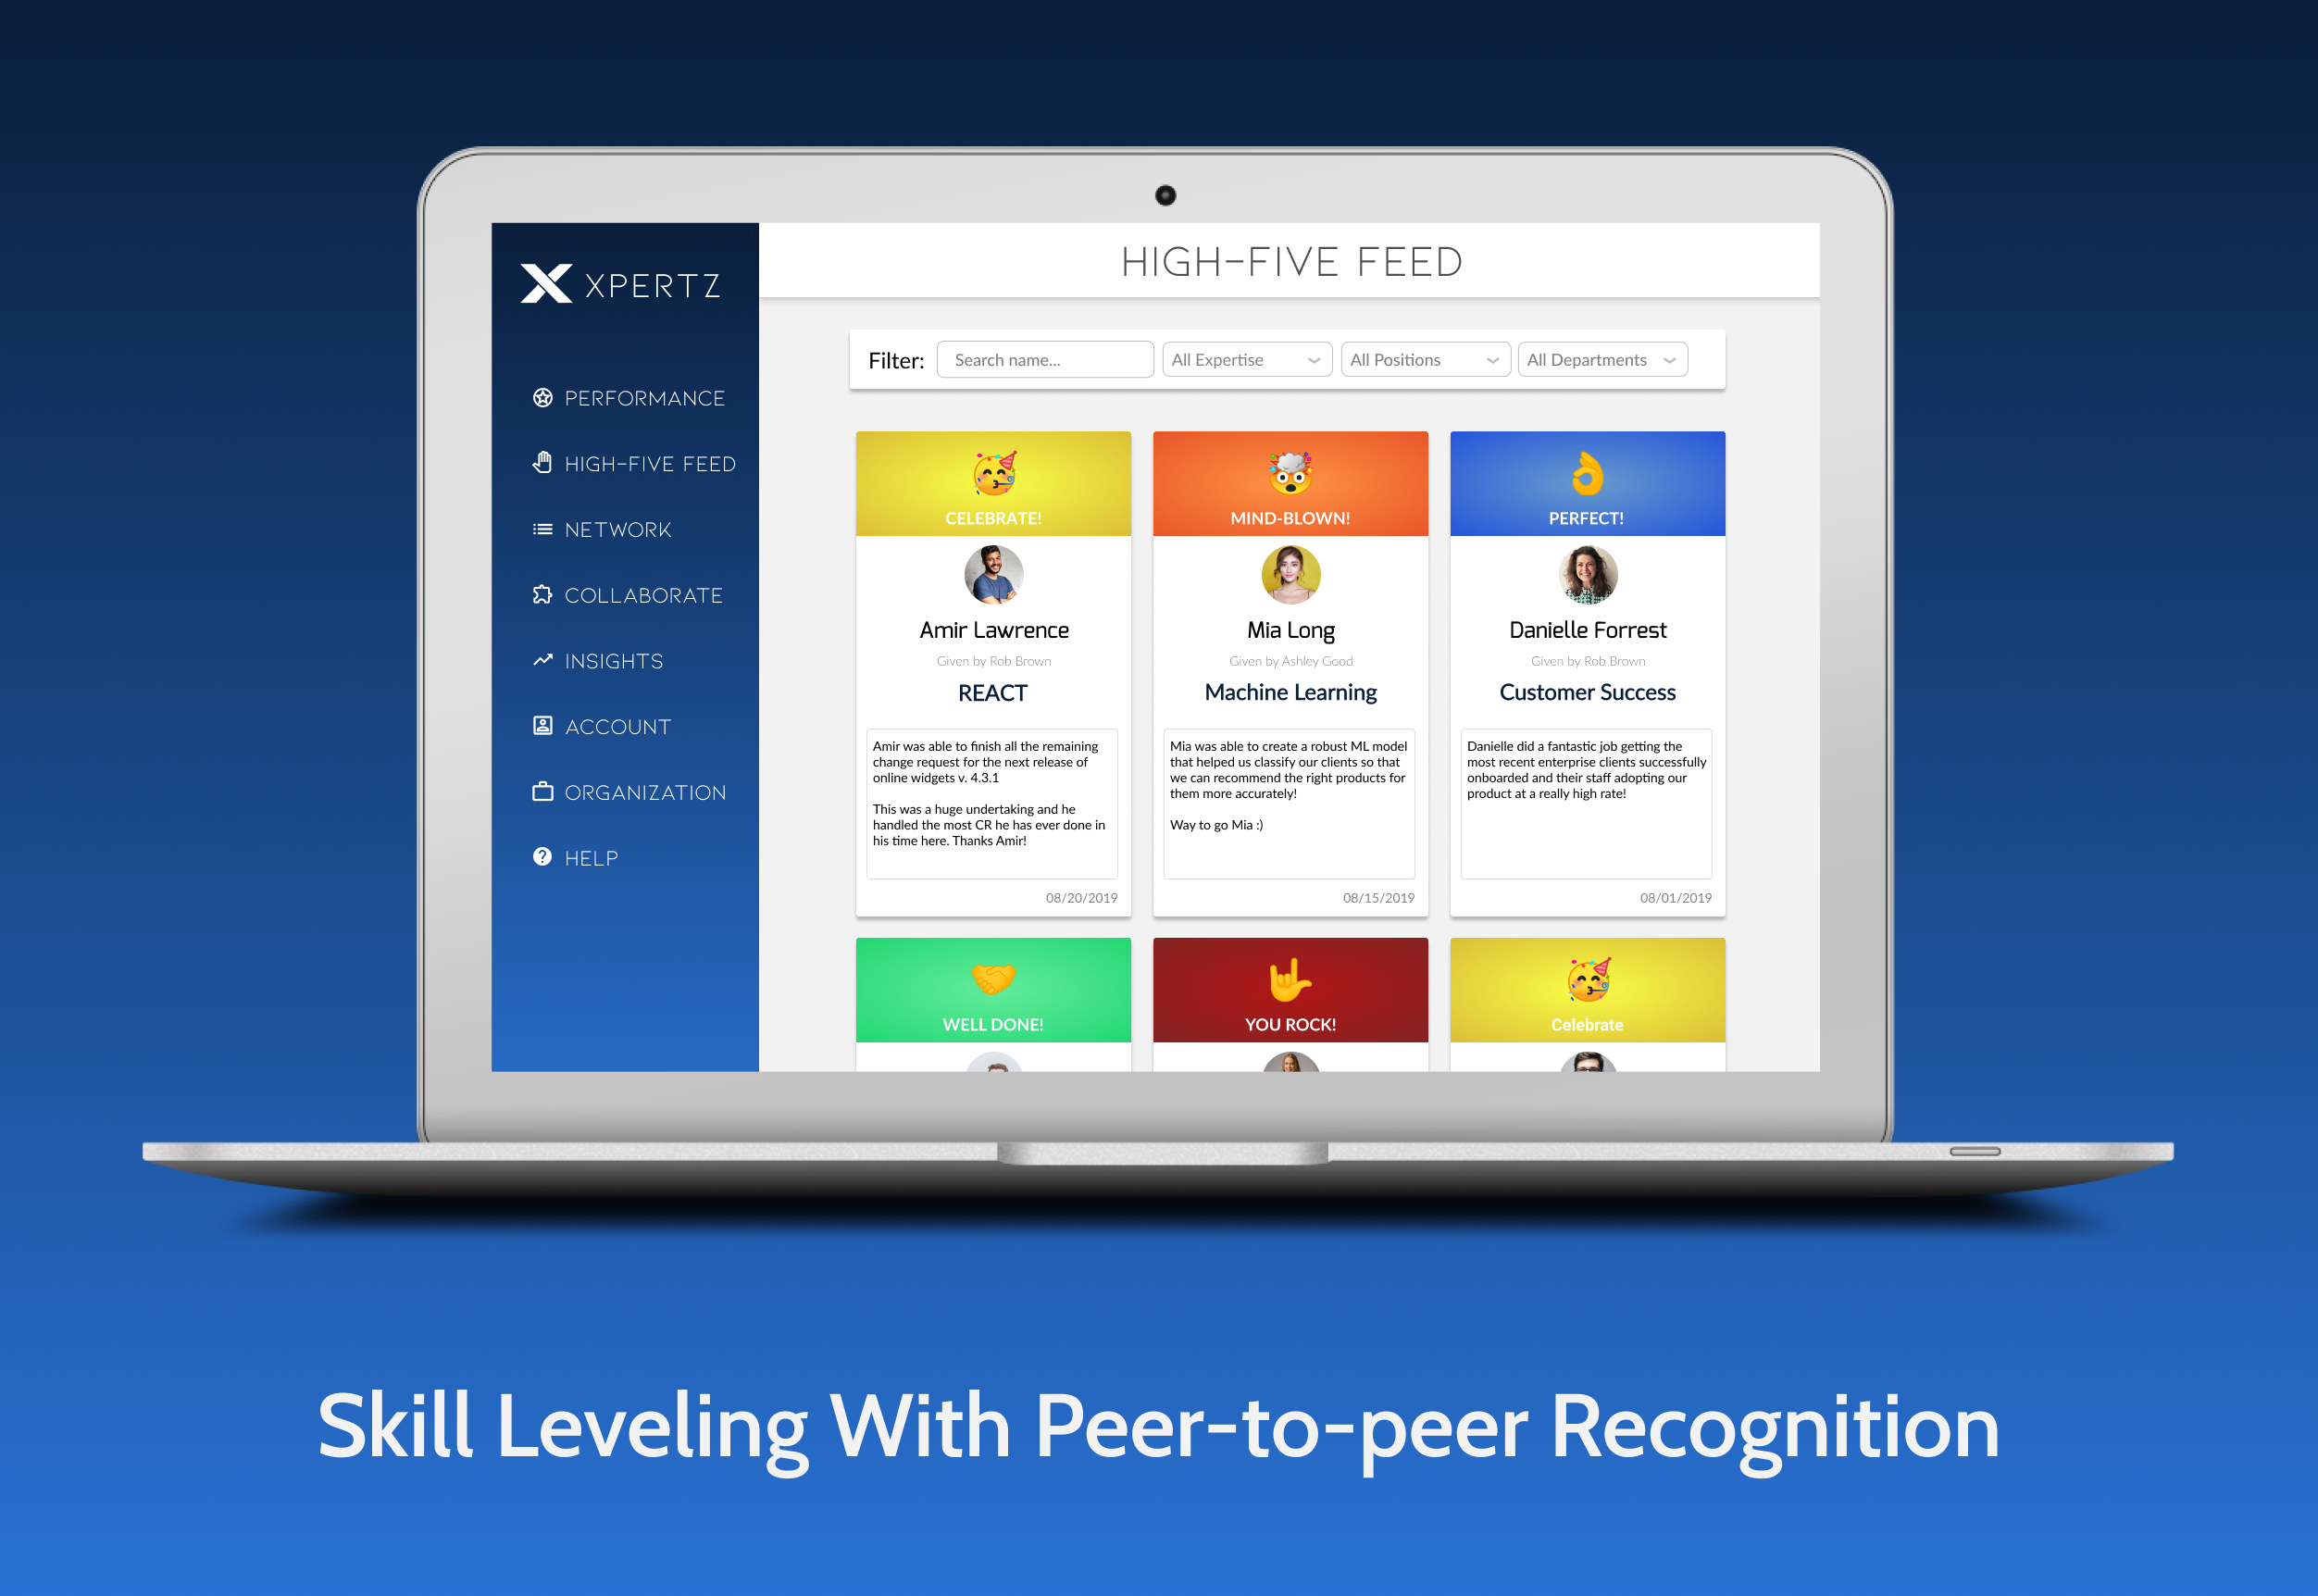 XPERTZ
PERFORMANCE
HIGH-FIVE FEED
NETWORK
COLLABORATE
INSIGHTS
ACCOUNT
ORGANIZATION
HELP
HIGH-FIVE FEED
Filter: Search name... All Expertise All Positions All Departments
CELEBRATE!
Amir Lawrence
Given by Rob Brown
REACT
Amir was able to finish all the remaining
change request for the next release of
online widgets v. 4.3.1
This was a huge undertaking and he
handled the most CR he has ever done in
his time here. Thanks Amir!
08/20/2019
MIND-BLOWN!
Mia Long
Given by Ashley Good
Machine Learning
Mia was able to create a robust ML model
that helped us classify our clients so that
we can recommend the right products for
them more accurately!
Way to go Mia :)
08/15/2019
PERFECT!
Danielle Forrest
Given by Rob Brown
Customer Success
Danielle did a fantastic job getting the
most recent enterprise clients successfully
onboarded and their staff adopting our
product at a really high rate!
08/01/2019
WELL DONE!
YOU ROCK!
Celebrate
Skill Leveling With Peer-to-peer Recognition